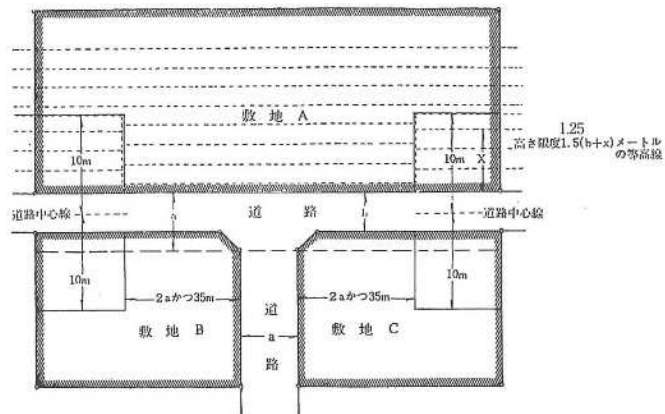 敷 地 A
10m
10m
X
1.25
高さ限度1.5(b+x)メートル
の等高線
道路中心線
a
道 路
b
道路中心線
10m
10m
2aかつ35m
2aかつ35m
道
a
路
敷 地 B
敷 地 C